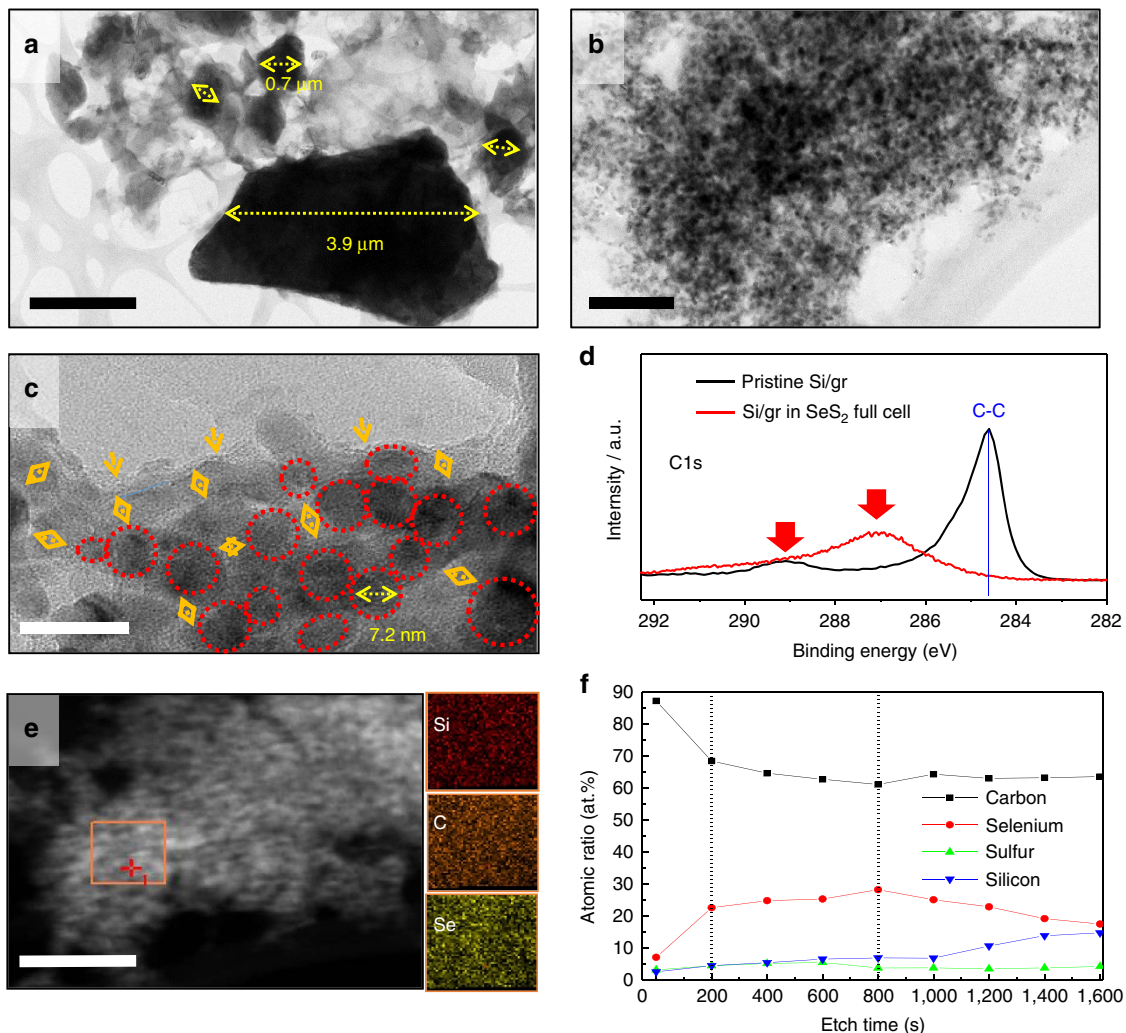 a
0.7 μm
3.9 μm
b
c
7.2 nm
d
Pristine Si/gr
Si/gr in SeS2 full cell
C-C
C1s
Internsity / a.u.
292
290
288
286
284
282
Binding energy (eV)
e
1
Si
C
Se
f
90
80
70
60
50
40
30
20
10
0
Atomic ratio (at.%)
Carbon
Selenium
Sulfur
Silicon
0
200
400
600
800
1,000
1,200
1,400
1,600
Etch time (s)